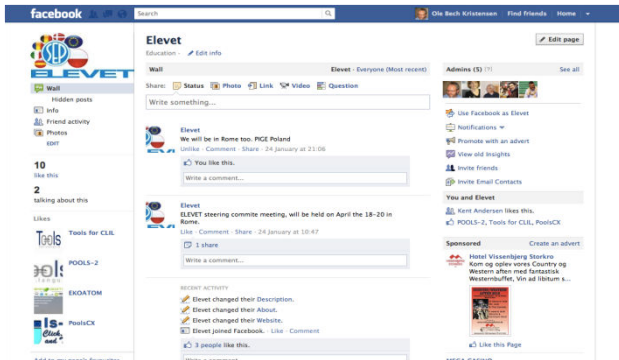 facebook
Search
Ole Bech Kristensen Find friends Home
SEP
ELEVET
Wall
Hidden posts
Info
Friend activity
Photos
EDIT
10
like this
2
talking about this
Likes
Tools
Tools for CLIL
POOLS-2
EKOATOM
PoolsCX
Elevet
Education · Edit info
Wall
Elevet · Everyone (Most recent)
Share: Status Photo Link Video Question
Write something...
Elevet
We will be in Rome too. PIGE Poland
Unlike · Comment · Share · 24 January at 21:06
You like this.
Write a comment...
Elevet
ELEVET steering commite meeting, will be held on April the 18-20 in
Rome.
Like · Comment · Share · 24 January at 10:47
1 share
Write a comment...
RECENT ACTIVITY
Elevet changed their Description.
Elevet changed their About.
Elevet changed their Website.
Elevet joined Facebook. · Like · Comment
3 people like this.
Edit page
Admins (5) [?]
See all
Use Facebook as Elevet
Notifications
Promote with an advert
View old Insights
Invite friends
Invite Email Contacts
You and Elevet
Kent Andersen likes this.
POOLS-2, Tools for CLIL, PoolsCX
Sponsored
Create an advert
Hotel Vissenbjerg Storkro
Kom og oplev vores Country og
Western aften med fantastisk
Westernbuffet, Vin ad libitum s...
Like this Page